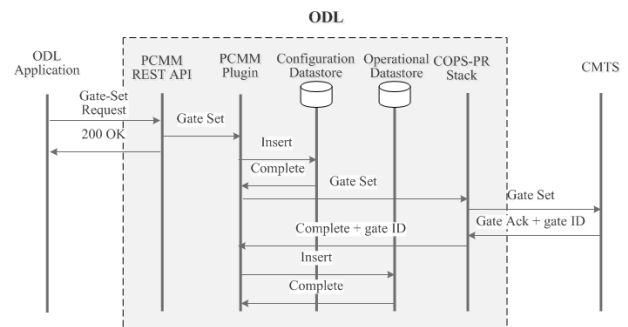 ODL
ODL
Application
PCMM
REST API
PCMM
Plugin
Configuration
Datastore
Operational
Datastore
COPS-PR
Stack
CMTS
Gate-Set
Request
200 OK
Gate Set
Insert
Complete
Gate Set
Gate Set
Gate Ack + gate ID
Complete + gate ID
Insert
Complete